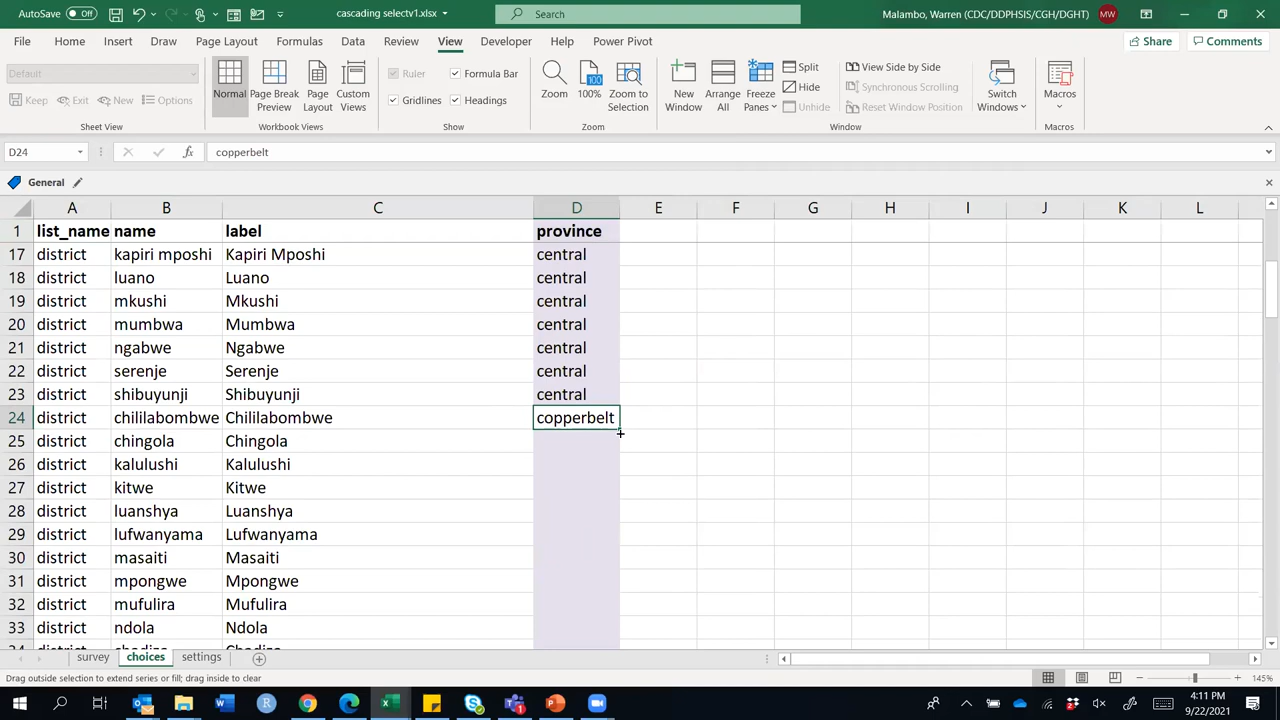 AutoSave Off cascading selectv1.xlsx Search Malambo, Warren (CDC/DDPHSIS/CGH/DGHT) MW
File Home Insert Draw Page Layout Formulas Data Review View Developer Help Power Pivot Share Comments
Default
Keep Exit New Options
Sheet View
Normal Page Break Preview Page Layout Custom Views
Workbook Views
Ruler Formula Bar
Gridlines Headings
Show
Zoom 100 100% Zoom to Selection
Zoom
New Window Arrange All Freeze Panes
Split View Side by Side
Hide Synchronous Scrolling
Unhide Reset Window Position
Switch Windows
Window
Macros
Macros
D24 fx copperbelt
General
A B C D E F G H I J K L
1 list_name name label province
17 district kapiri mposhi Kapiri Mposhi central
18 district luano Luano central
19 district mkushi Mkushi central
20 district mumbwa Mumbwa central
21 district ngabwe Ngabwe central
22 district serenje Serenje central
23 district shibuyunji Shibuyunji central
24 district chililabombwe Chililabombwe copperbelt
25 district chingola Chingola
26 district kalulushi Kalulushi
27 district kitwe Kitwe
28 district luanshya Luanshya
29 district lufwanyama Lufwanyama
30 district masaiti Masaiti
31 district mpongwe Mpongwe
32 district mufulira Mufulira
33 district ndola Ndola
survey choices settings
Drag outside selection to extend series or fill; drag inside to clear 145%
4:11 PM
9/22/2021